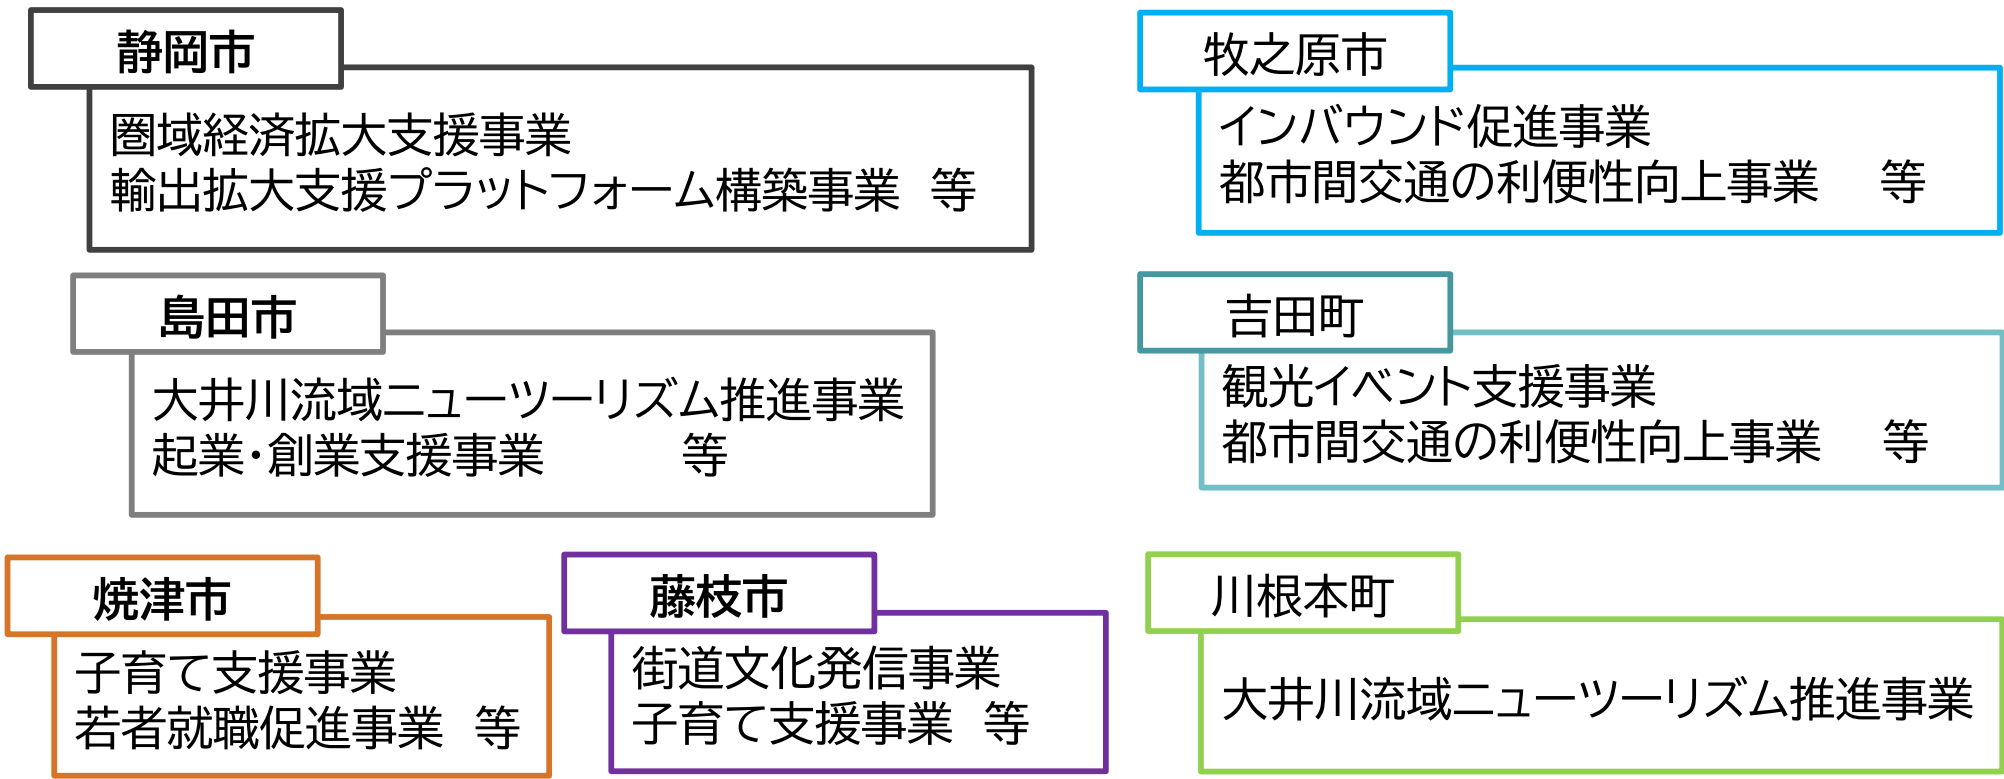 静岡市
圏域経済拡大支援事業
輸出拡大支援プラットフォーム構築事業　等
島田市
大井川流域ニューツーリズム推進事業
起業・創業支援事業　　　等
焼津市
子育て支援事業
若者就職促進事業　等
藤枝市
街道文化発信事業
子育て支援事業　等
牧之原市
インバウンド促進事業
都市間交通の利便性向上事業　等
吉田町
観光イベント支援事業
都市間交通の利便性向上事業　等
川根本町
大井川流域ニューツーリズム推進事業